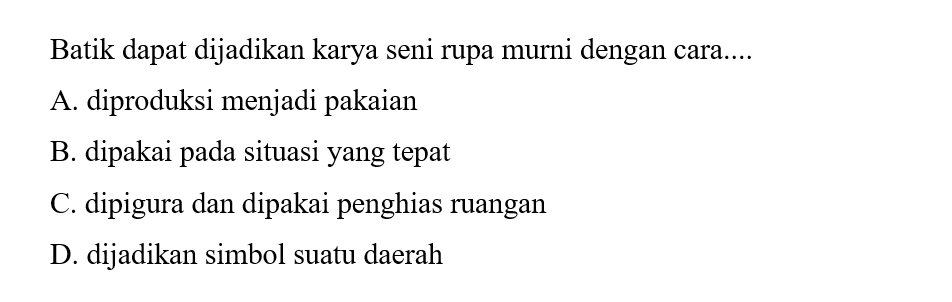 Batik dapat dijadikan karya seni rupa murni dengan cara....
A. diproduksi menjadi pakaian
B. dipakai pada situasi yang tepat
C. dipigura dan dipakai penghias ruangan
D. dijadikan simbol suatu daerah